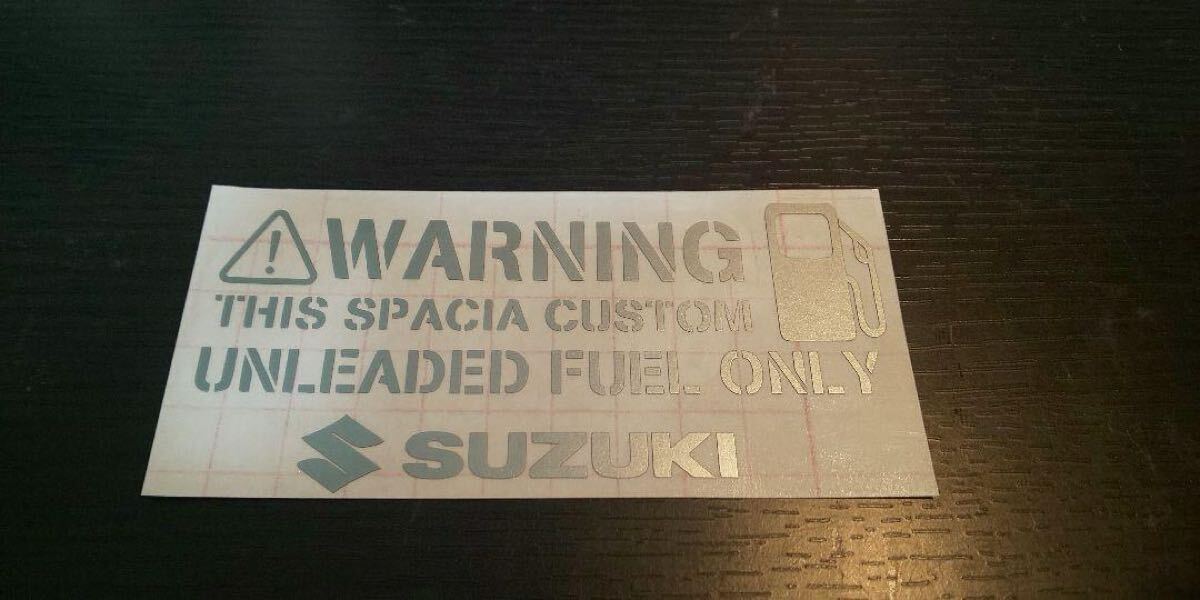 WARNING
THIS SPACIA CUSTOM
UNLEADED FUEL ONLY
SUZUKI